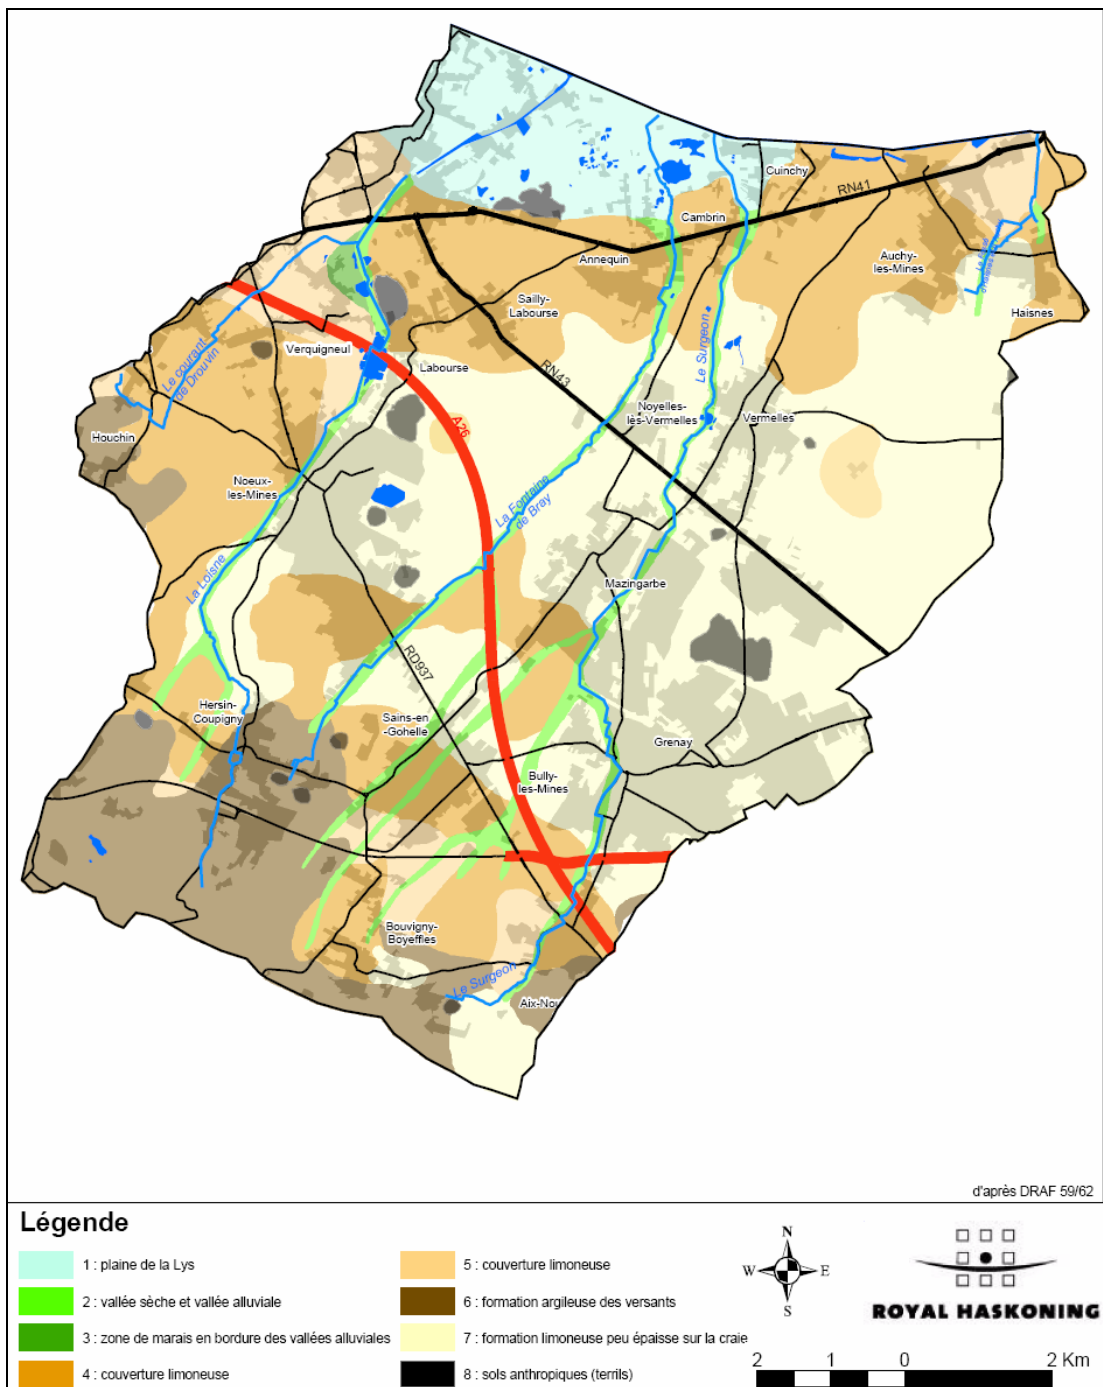 Cuinchy
RN41
Cambrin
Annequin
Auchy-
les-Mines
Haisnes
Sailly-
Labourse
Le Surgeon
Verquigneul
Le courant
de Drouvin
Labourse
RN43
A26
Noyelles-
lès-Vermelles
Vermelles
Houchin
Noeux-
les-Mines
La Fontaine
de Bray
La Loisne
Mazingarbe
RD937
Hersin-
Coupigny
Sains-en
-Gohelle
Grenay
Bully-
les-Mines
Bouvigny-
Boyeffles
Le Surgeon
Aix-Nou
d'après DRAF 59/62
Légende
1 : plaine de la Lys
2 : vallée sèche et vallée alluviale
3 : zone de marais en bordure des vallées alluviales
4 : couverture limoneuse
5 : couverture limoneuse
6 : formation argileuse des versants
7 : formation limoneuse peu épaisse sur la craie
8 : sols anthropiques (terrils)
N
W E
S
ROYAL HASKONING
2 1 0 2 Km